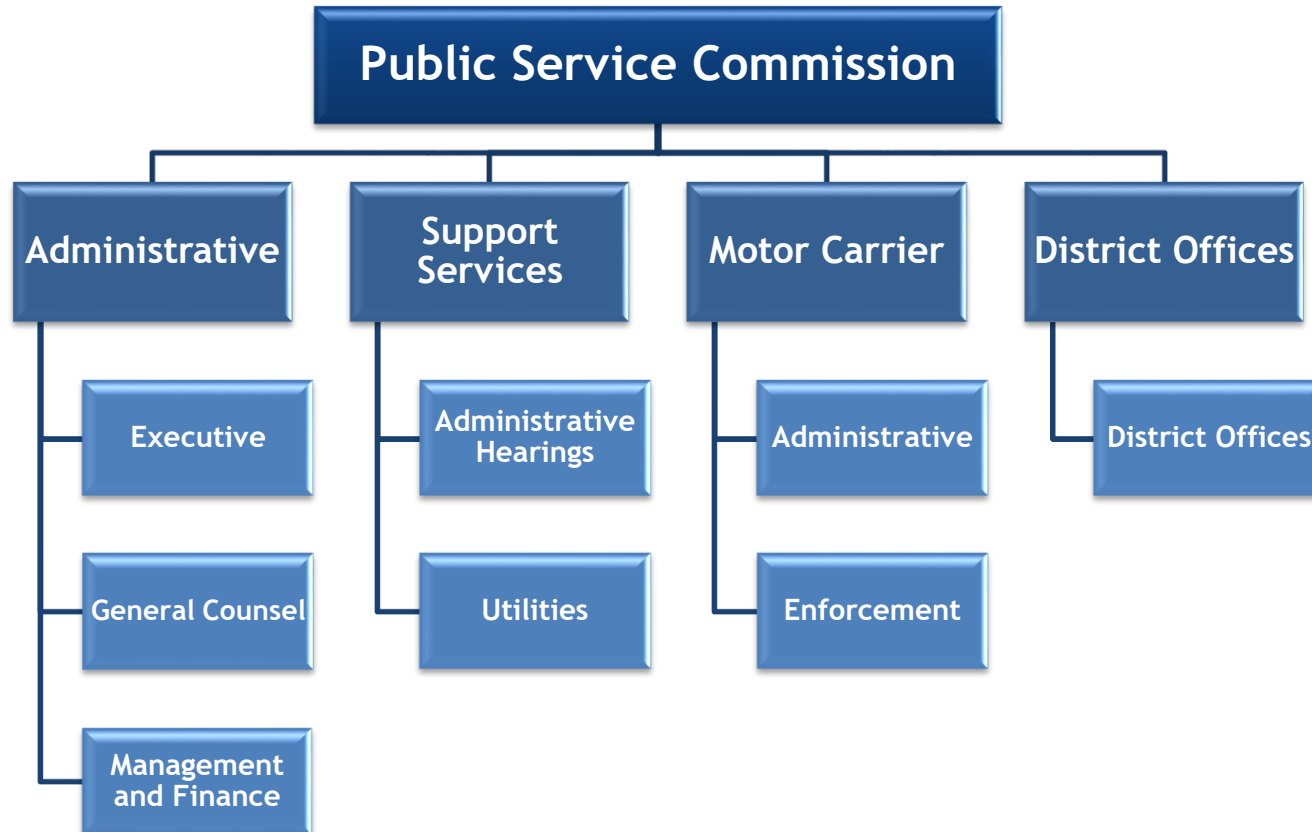 Public Service Commission
Administrative
Support
Services
Motor Carrier
District Offices
Executive
General Counsel
Management
and Finance
Administrative
Hearings
Utilities
Administrative
Enforcement
District Offices